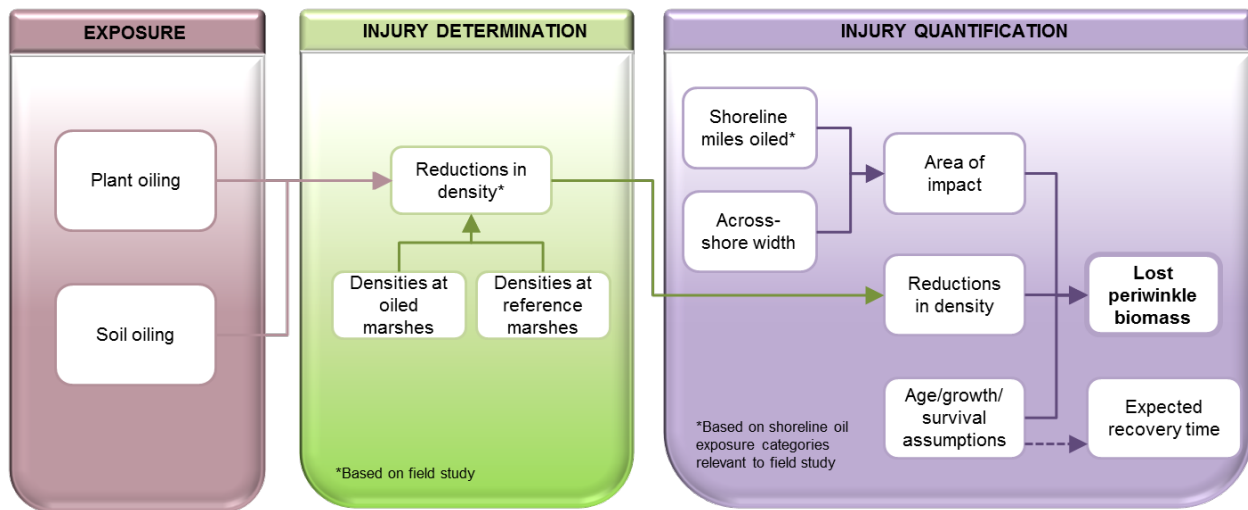 EXPOSURE
Plant oiling
Soil oiling
INJURY DETERMINATION
Reductions in
density*
Densities at
oiled
marshes
Densities at
reference
marshes
*Based on field study
INJURY QUANTIFICATION
Shoreline
miles oiled*
Across-
shore width
Area of
impact
Reductions
in density
Age/growth/
survival
assumptions
Lost
periwinkle
biomass
Expected
recovery time
*Based on shoreline oil
exposure categories
relevant to field study